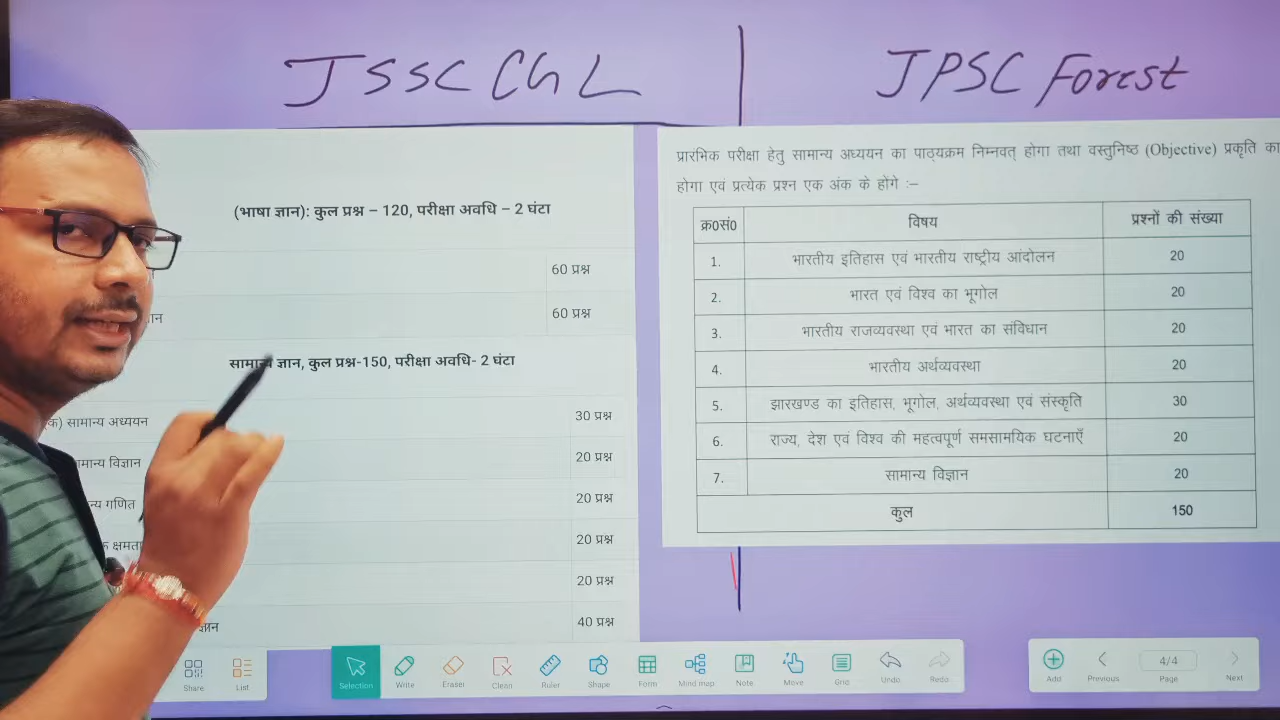 JSSC CGL
JPSC Forest
(भाषा ज्ञान): कुल प्रश्न – 120, परीक्षा अवधि – 2 घंटा
60 प्रश्न
60 प्रश्न
सामान्य ज्ञान, कुल प्रश्न-150, परीक्षा अवधि- 2 घंटा
सामान्य अध्ययन 30 प्रश्न
विज्ञान 20 प्रश्न
गणित 20 प्रश्न
20 प्रश्न
20 प्रश्न
40 प्रश्न
प्रारंभिक परीक्षा हेतु सामान्य अध्ययन का पाठ्यक्रम निम्नवत् होगा तथा वस्तुनिष्ठ (Objective) प्रकृति का
होगा एवं प्रत्येक प्रश्न एक अंक के होंगे :–
क्र०सं० विषय प्रश्नों की संख्या
1. भारतीय इतिहास एवं भारतीय राष्ट्रीय आंदोलन 20
2. भारत एवं विश्व का भूगोल 20
3. भारतीय राजव्यवस्था एवं भारत का संविधान 20
4. भारतीय अर्थव्यवस्था 20
5. झारखण्ड का इतिहास, भूगोल, अर्थव्यवस्था एवं संस्कृति 30
6. राज्य, देश एवं विश्व की महत्वपूर्ण समसामयिक घटनाएँ 20
7. सामान्य विज्ञान 20
कुल 150
Share List Selection Write Eraser Clean Ruler Shape Form Mind map Note Move Grid Undo Redo
4/4
Add Previous Page Next